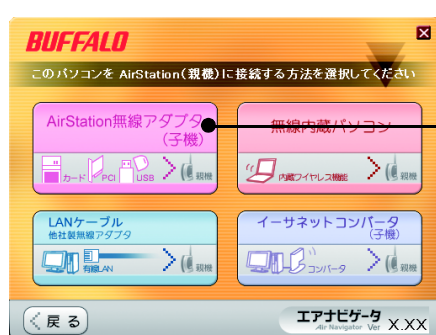 BUFFALO
このパソコンを AirStation(親機)に接続する方法を選択してください
AirStation無線アダプタ
(子機)
カード PCI USB 親機
無線内蔵パソコン
内蔵ワイヤレス機能 親機
LANケーブル
他社製無線アダプタ
有線LAN 親機
イーサネットコンバータ
(子機)
コンバータ 親機
戻る
エアナビゲータ
Air Navigator Ver X.XX